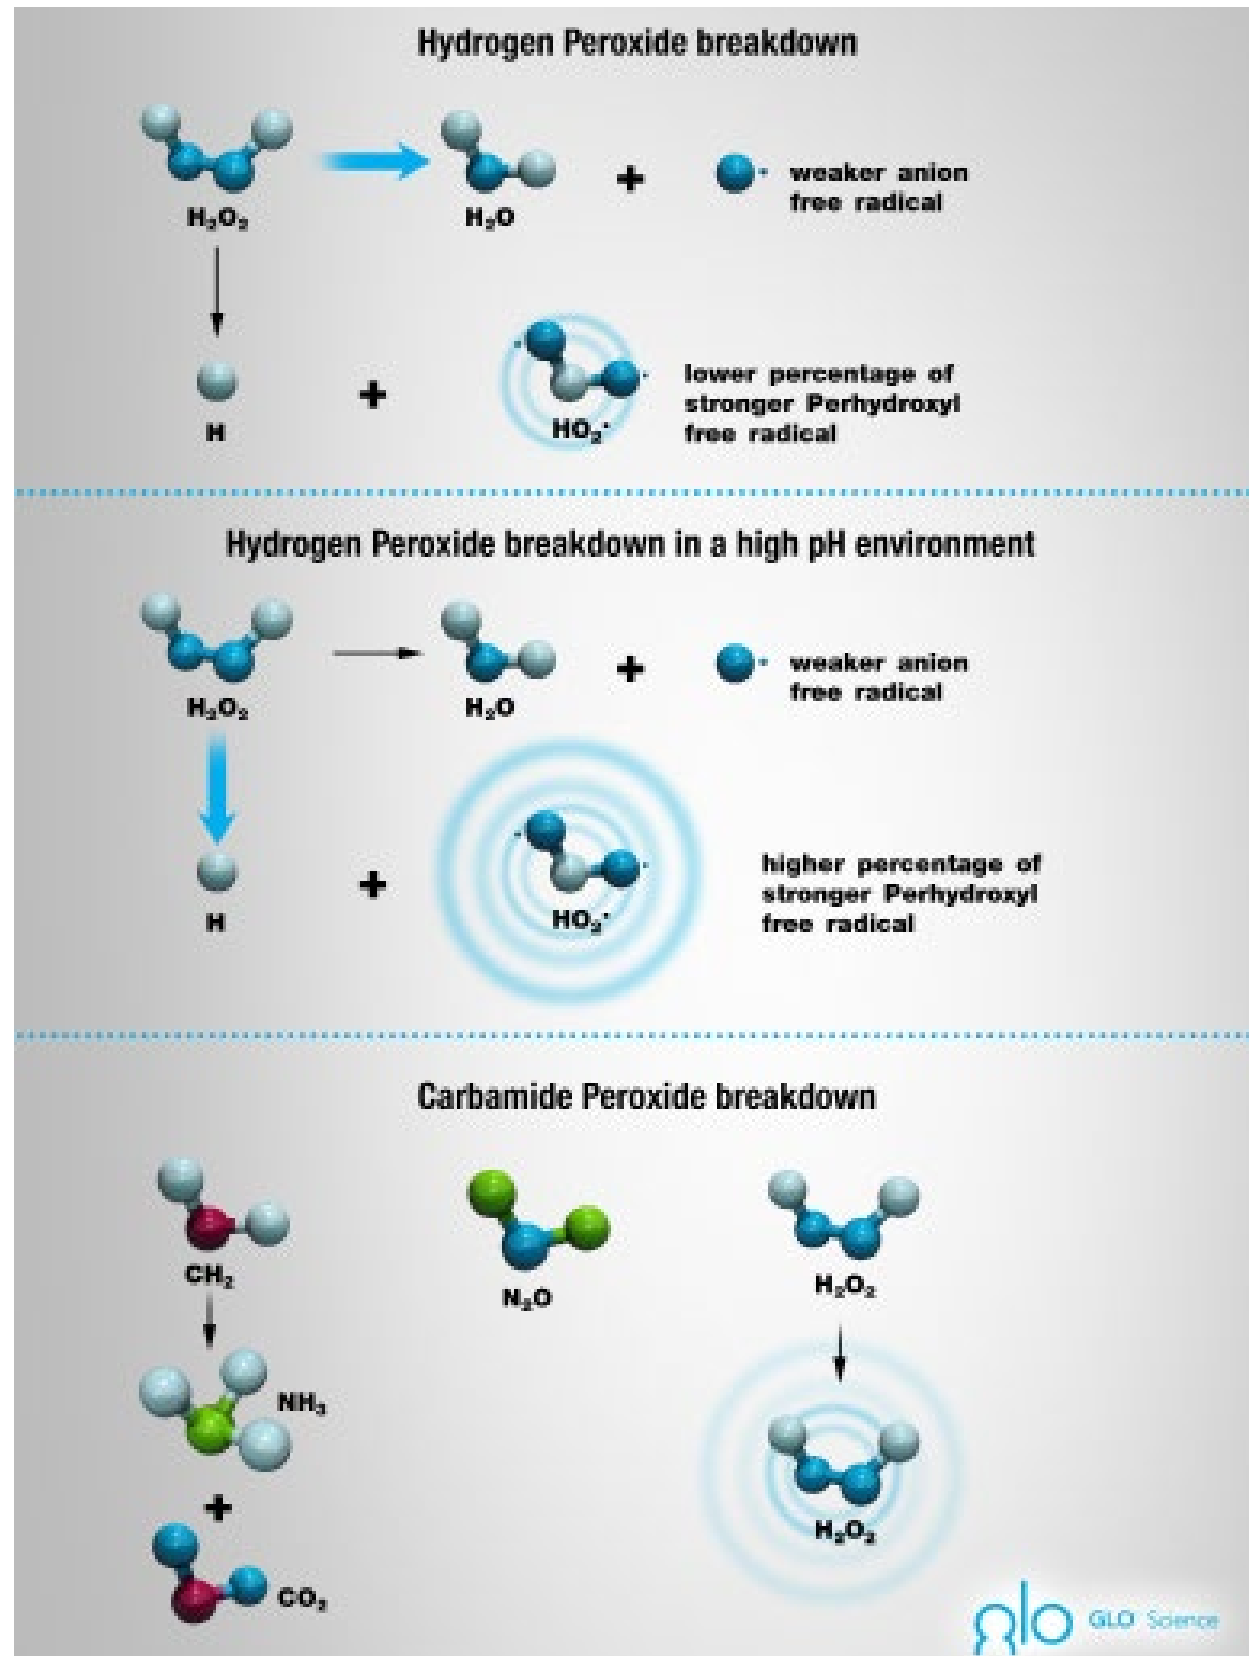 Hydrogen Peroxide breakdown
H₂O₂
H₂O
+
weaker anion
free radical
H
+
HO₂•
lower percentage of
stronger Perhydroxyl
free radical
Hydrogen Peroxide breakdown in a high pH environment
H₂O₂
H₂O
+
weaker anion
free radical
H
+
HO₂•
higher percentage of
stronger Perhydroxyl
free radical
Carbamide Peroxide breakdown
CH₂
N₂O
H₂O₂
NH₃
+
CO₂
H₂O₂
glo GLO Science